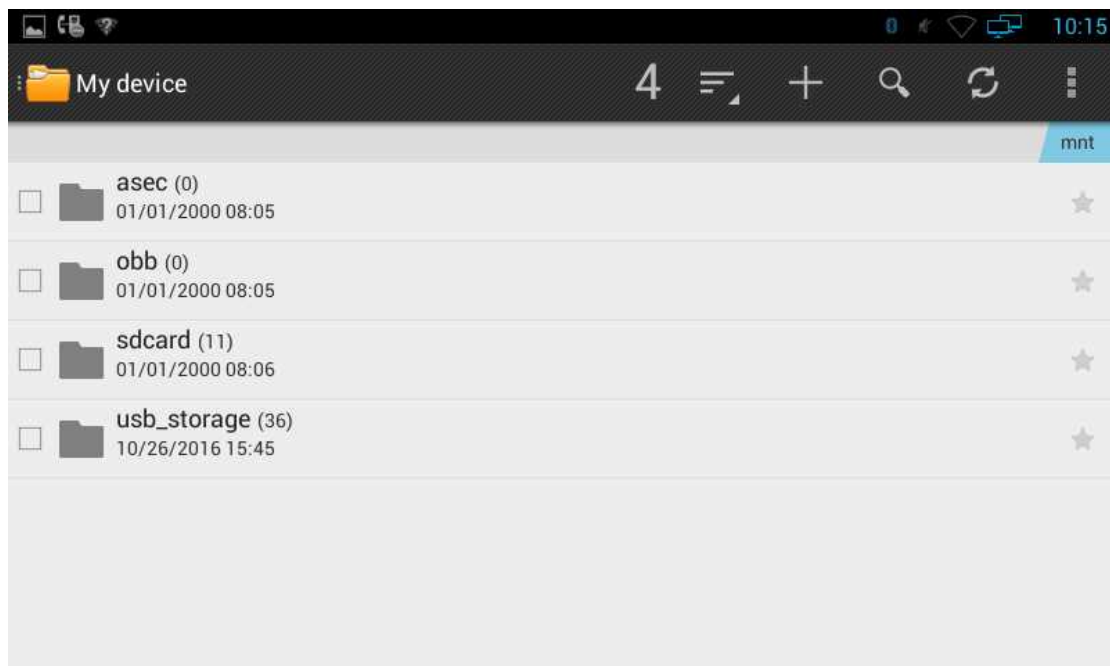 10:15
My device 4
mnt
asec (0)
01/01/2000 08:05
obb (0)
01/01/2000 08:05
sdcard (11)
01/01/2000 08:06
usb_storage (36)
10/26/2016 15:45